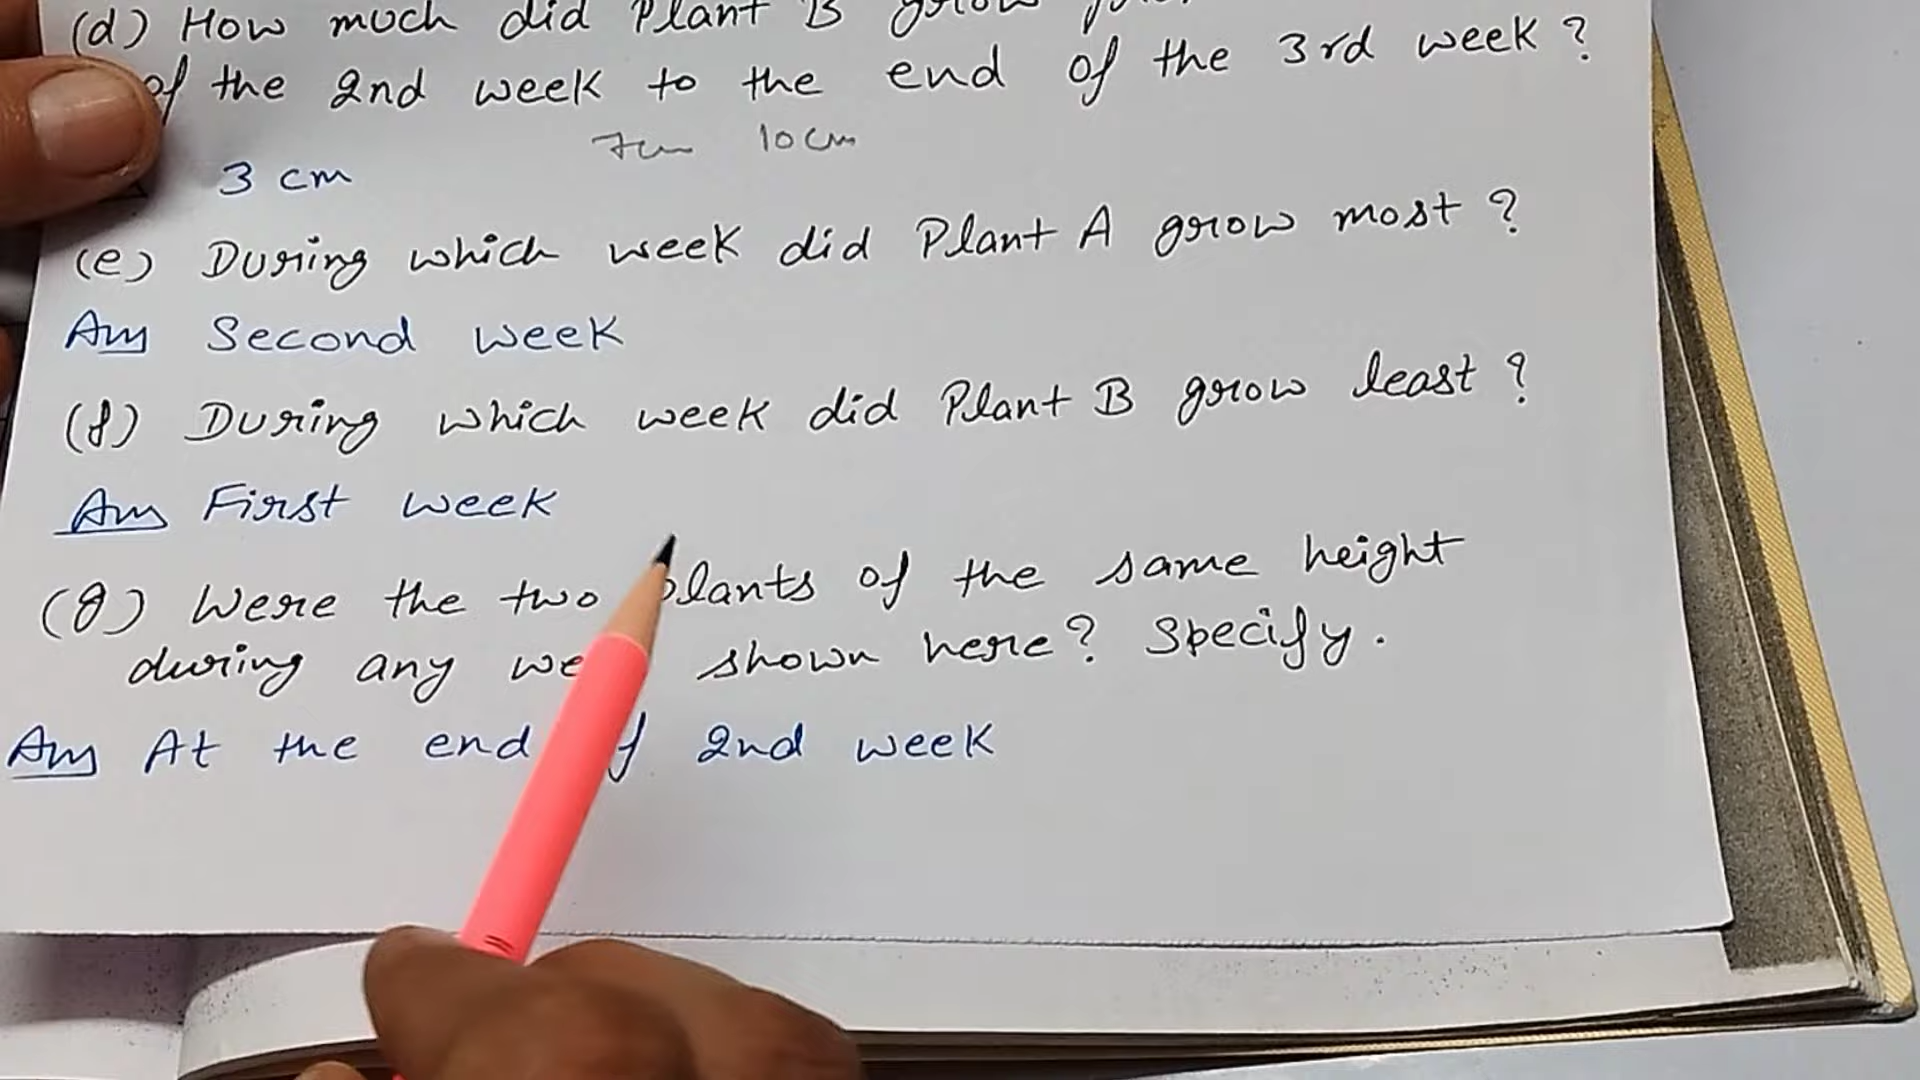 (d) How much did Plant B grow
of the 2nd week to the end of the 3rd week ?
7cm 10cm
3 cm
(e) During which week did Plant A grow most ?
Ans Second week
(f) During which week did Plant B grow least ?
Ans First week
(g) Were the two plants of the same height
during any shown here? Specify.
Ans At the end of 2nd week